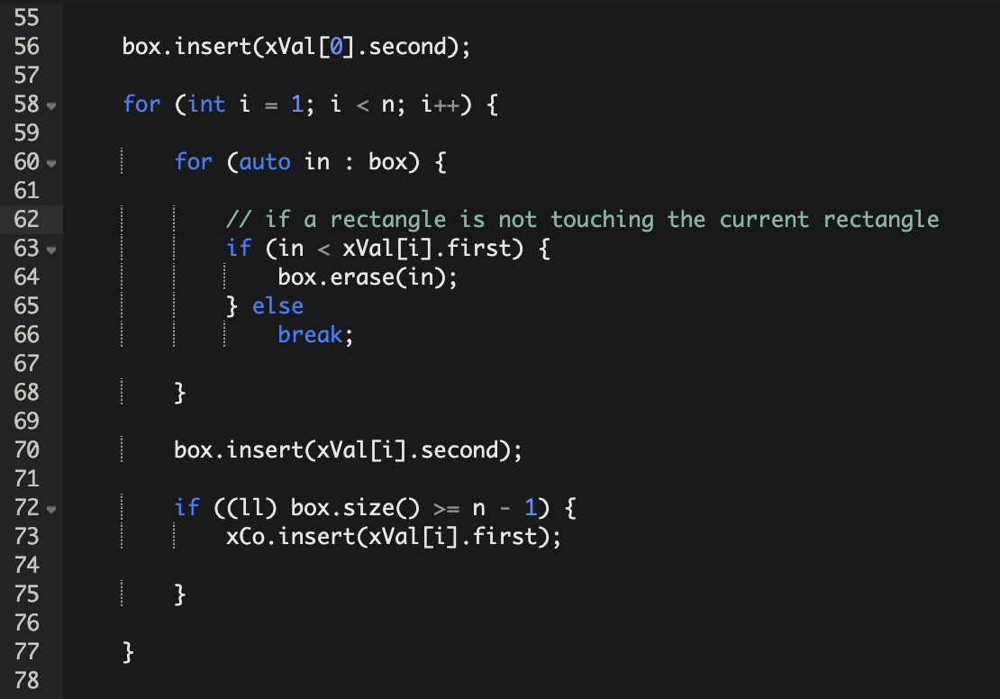 55
56 box.insert(xVal[0].second);
57
58 for (int i = 1; i < n; i++) {
59
60 for (auto in : box) {
61
62 // if a rectangle is not touching the current rectangle
63 if (in < xVal[i].first) {
64 box.erase(in);
65 } else
66 break;
67
68 }
69
70 box.insert(xVal[i].second);
71
72 if ((ll) box.size() >= n - 1) {
73 xCo.insert(xVal[i].first);
74
75 }
76
77 }
78